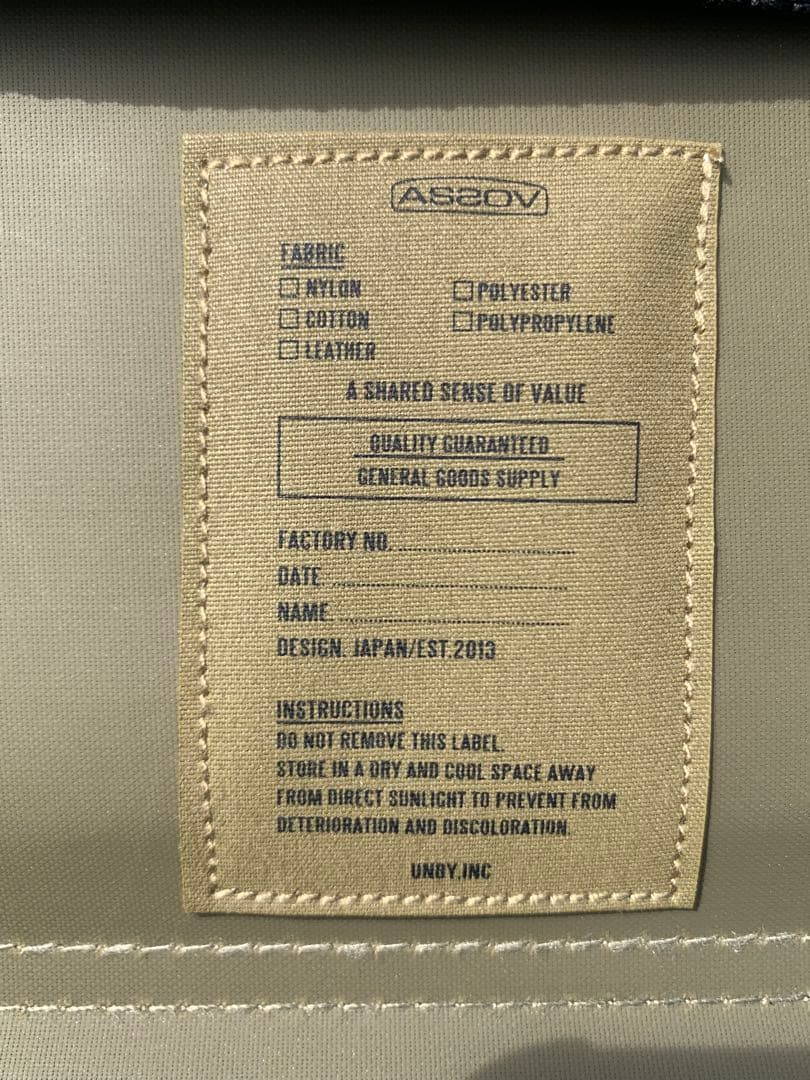 ASSOV
FABRIC
NYLON POLYESTER
COTTON POLYPROPYLENE
LEATHER
A SHARED SENSE OF VALUE
QUALITY GUARANTEED
GENERAL GOODS SUPPLY
FACTORY NO.
DATE
NAME
DESIGN. JAPAN/EST.2013
INSTRUCTIONS
DO NOT REMOVE THIS LABEL.
STORE IN A DRY AND COOL SPACE AWAY
FROM DIRECT SUNLIGHT TO PREVENT FROM
DETERIORATION AND DISCOLORATION.
UNBY.INC